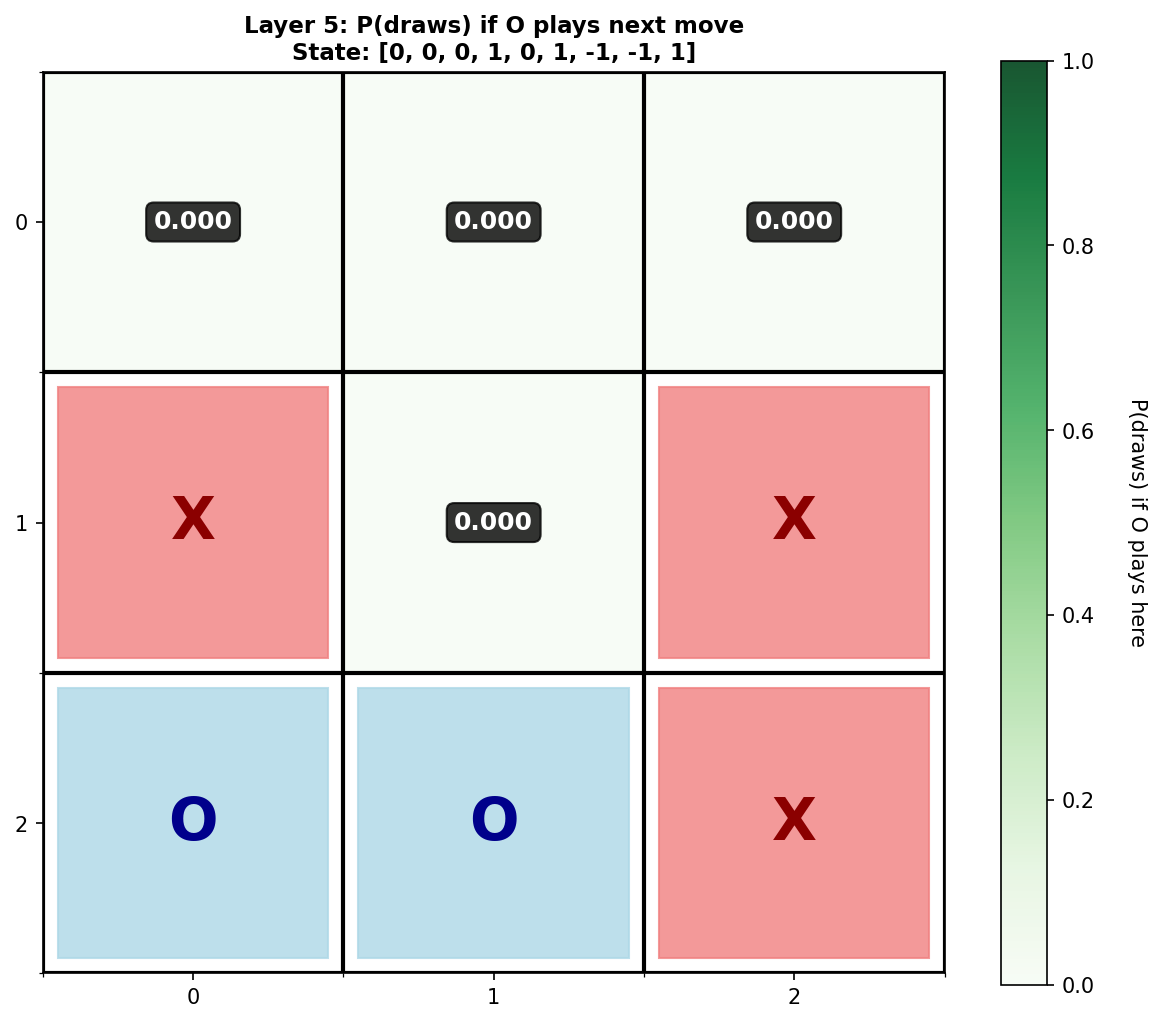 Layer 5: P(draws) if O plays next move
State: [0, 0, 0, 1, 0, 1, -1, -1, 1]
0
0.000
0.000
0.000
1
X
0.000
X
2
O
O
X
0
1
2
1.0
0.8
0.6
0.4
0.2
0.0
P(draws) if O plays here